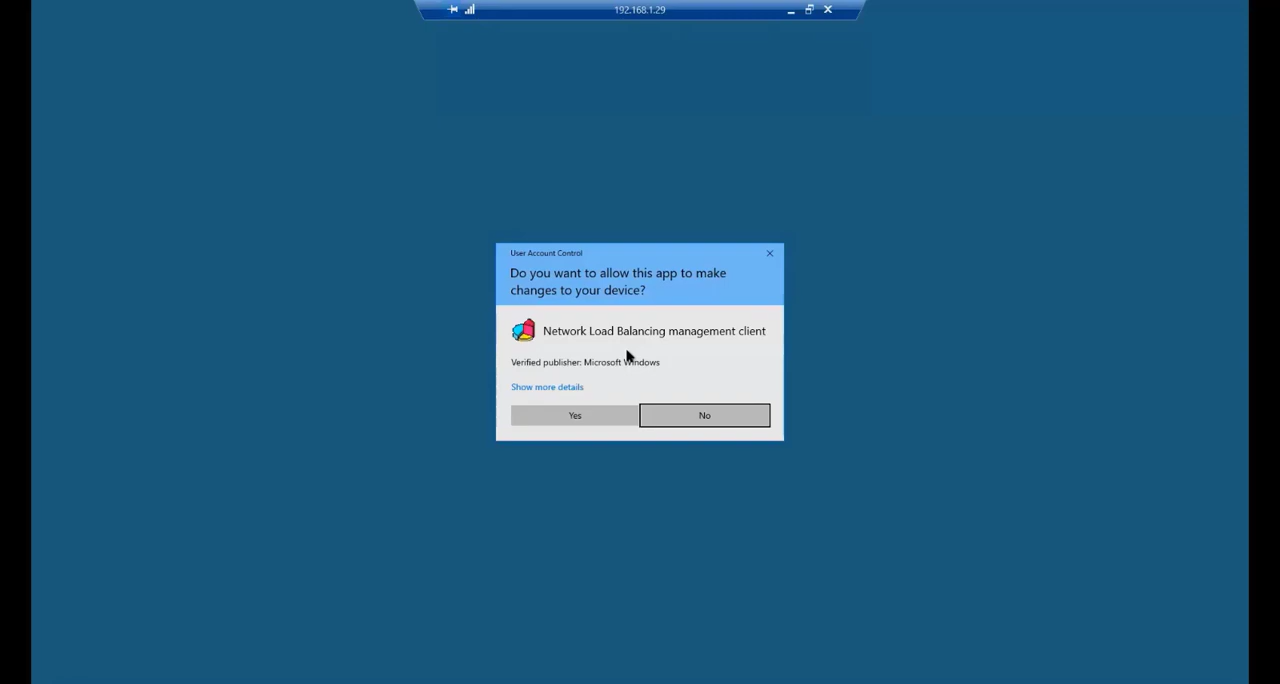 192.168.1.29
User Account Control
Do you want to allow this app to make
changes to your device?
Network Load Balancing management client
Verified publisher: Microsoft Windows
Show more details
Yes
No